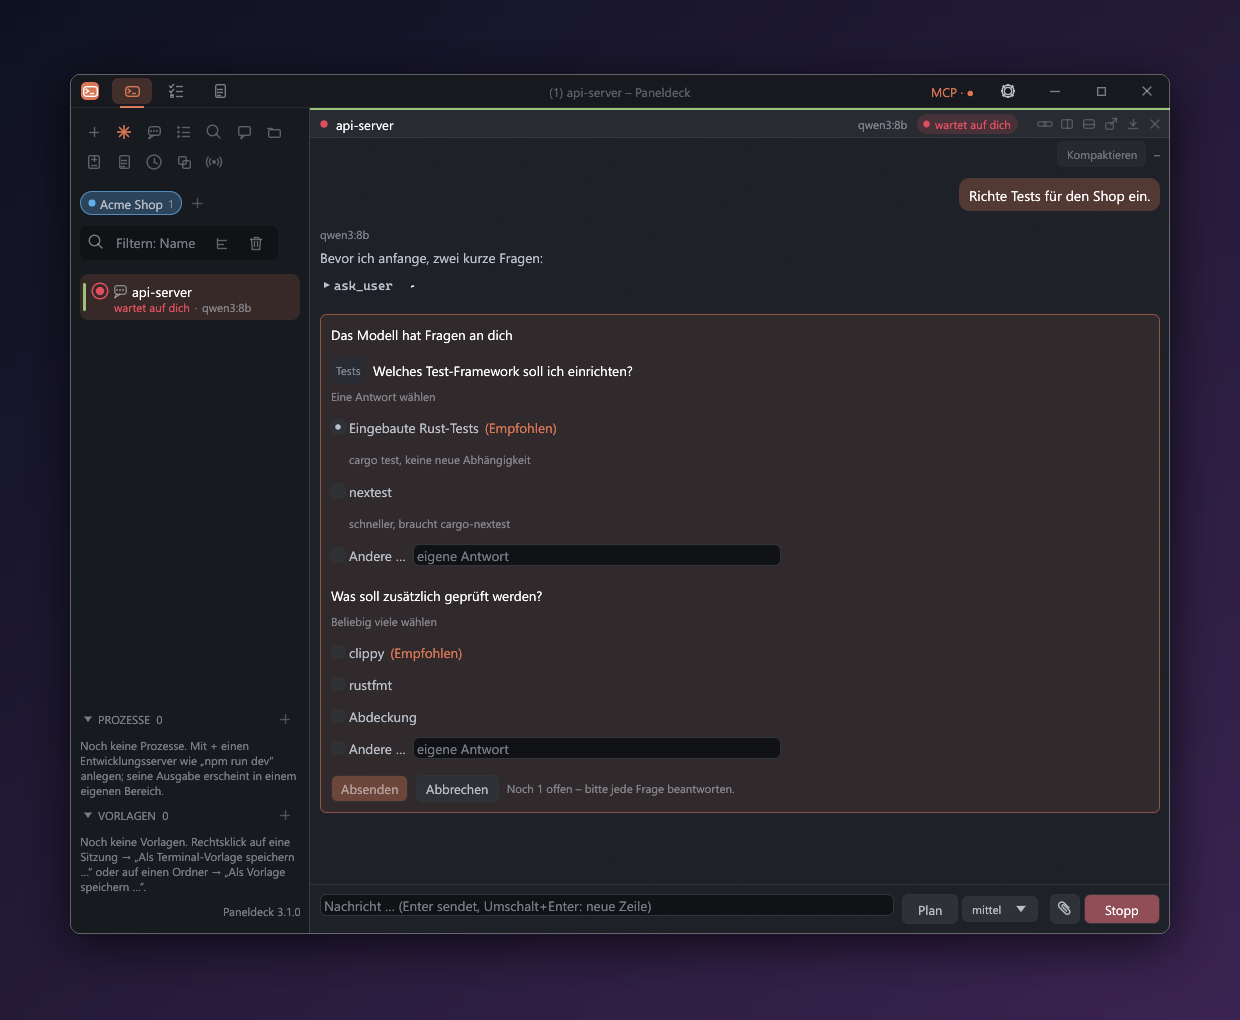 (1) api-server – Paneldeck
MCP ·
Acme Shop 1
Filtern: Name
api-server
wartet auf dich · qwen3:8b
PROZESSE 0
Noch keine Prozesse. Mit + einen
Entwicklungsserver wie „npm run dev“
anlegen; seine Ausgabe erscheint in einem
eigenen Bereich.
VORLAGEN 0
Noch keine Vorlagen. Rechtsklick auf eine
Sitzung → „Als Terminal-Vorlage speichern
…“ oder auf einen Ordner → „Als Vorlage
speichern …“.
Paneldeck 3.1.0
api-server
qwen3:8b
wartet auf dich
Kompaktieren –
Richte Tests für den Shop ein.
qwen3:8b
Bevor ich anfange, zwei kurze Fragen:
ask_user
Das Modell hat Fragen an dich
Tests Welches Test-Framework soll ich einrichten?
Eine Antwort wählen
Eingebaute Rust-Tests (Empfohlen)
cargo test, keine neue Abhängigkeit
nextest
schneller, braucht cargo-nextest
Andere … eigene Antwort
Was soll zusätzlich geprüft werden?
Beliebig viele wählen
clippy (Empfohlen)
rustfmt
Abdeckung
Andere … eigene Antwort
Absenden Abbrechen Noch 1 offen – bitte jede Frage beantworten.
Nachricht … (Enter sendet, Umschalt+Enter: neue Zeile) Plan mittel Stopp